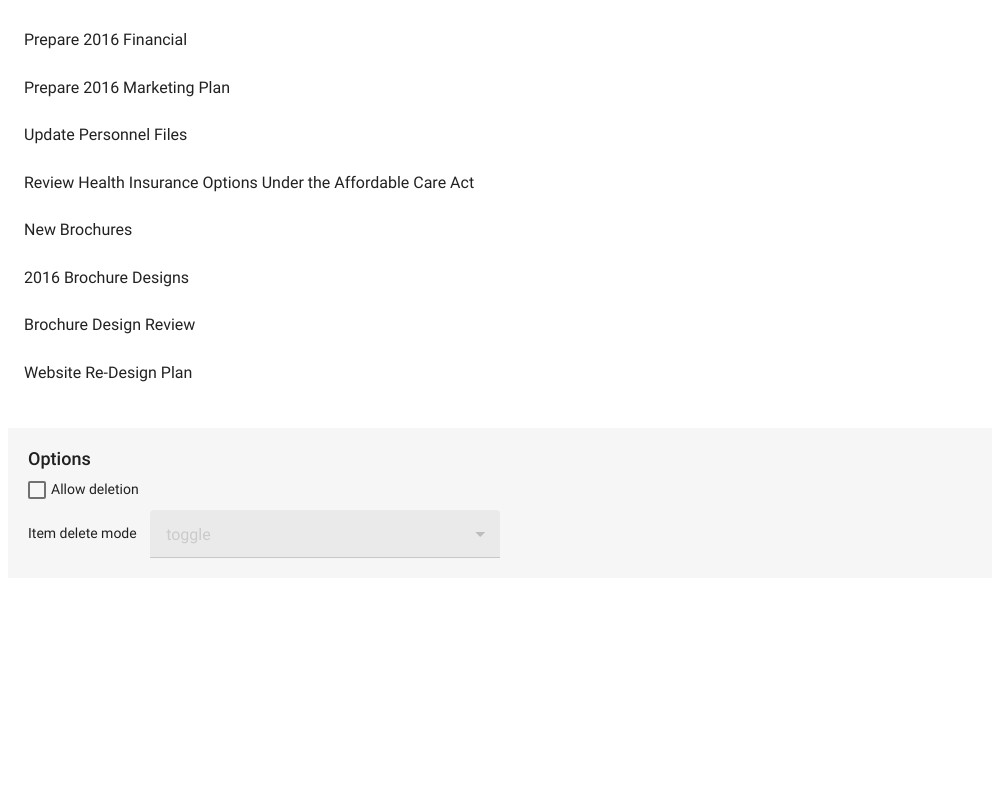 Prepare 2016 Financial
Prepare 2016 Marketing Plan
Update Personnel Files
Review Health Insurance Options Under the Affordable Care Act
New Brochures
2016 Brochure Designs
Brochure Design Review
Website Re-Design Plan
Options
Allow deletion
Item delete mode toggle